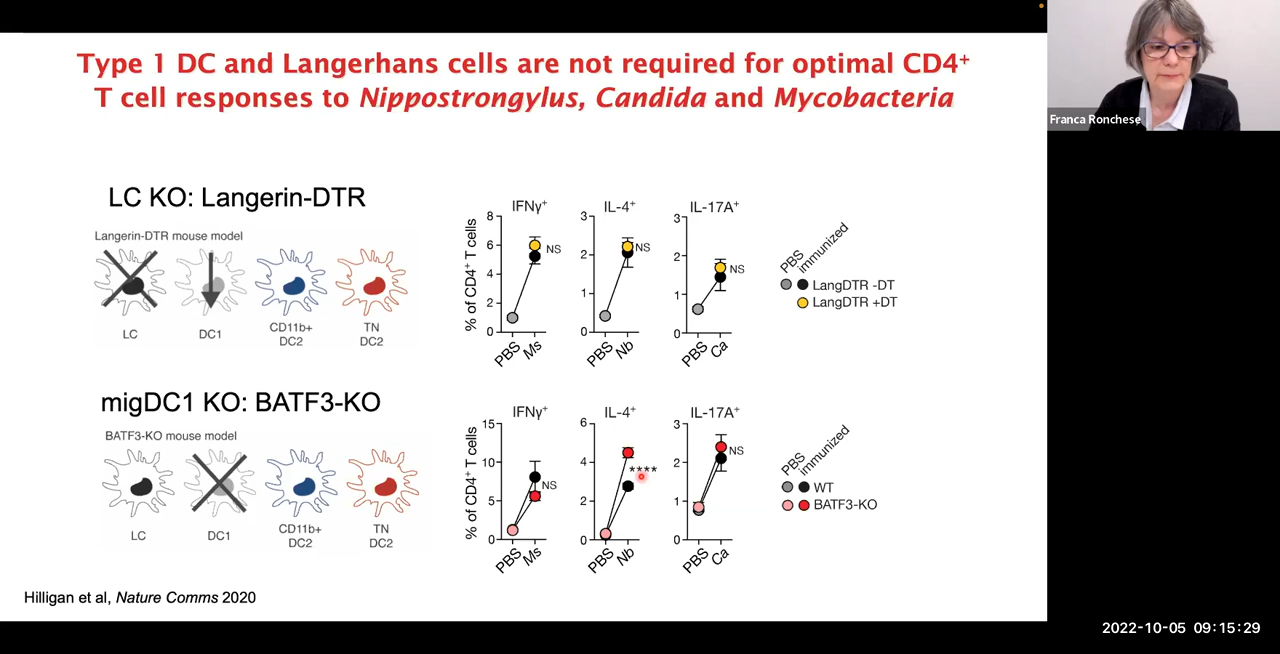 Type 1 DC and Langerhans cells are not required for optimal CD4⁺
T cell responses to Nippostrongylus, Candida and Mycobacteria
Franca Ronchese
LC KO: Langerin-DTR
Langerin-DTR mouse model
LC
DC1
CD11b+
DC2
TN
DC2
% of CD4⁺ T cells
IFNγ⁺
8
6
4
2
0
PBS
Ms
NS
IL-4⁺
3
2
1
0
PBS
Nb
NS
IL-17A⁺
3
2
1
0
PBS
Ca
NS
PBS
immunized
LangDTR -DT
LangDTR +DT
migDC1 KO: BATF3-KO
BATF3-KO mouse model
LC
DC1
CD11b+
DC2
TN
DC2
% of CD4⁺ T cells
IFNγ⁺
15
10
5
0
PBS
Ms
NS
IL-4⁺
6
4
2
0
PBS
Nb
****
IL-17A⁺
3
2
1
0
PBS
Ca
NS
PBS
immunized
WT
BATF3-KO
Hilligan et al, Nature Comms 2020
2022-10-05 09:15:29